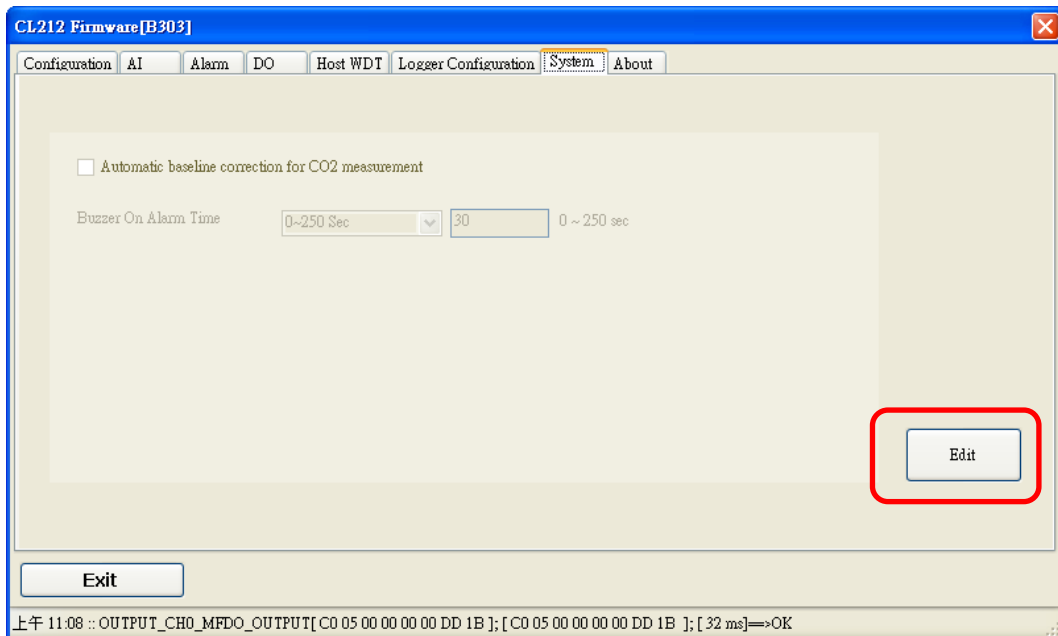 CL212 Firmware[B303]
Configuration AI Alarm DO Host WDT Logger Configuration System About
Automatic baseline correction for CO2 measurement
Buzzer On Alarm Time 0~250 Sec 30 0 ~ 250 sec
Edit
Exit
上午 11:08 :: OUTPUT_CH0_MFDO_OUTPUT[ C0 05 00 00 00 00 DD 1B ]; [ C0 05 00 00 00 00 DD 1B ]; [ 32 ms]==>OK